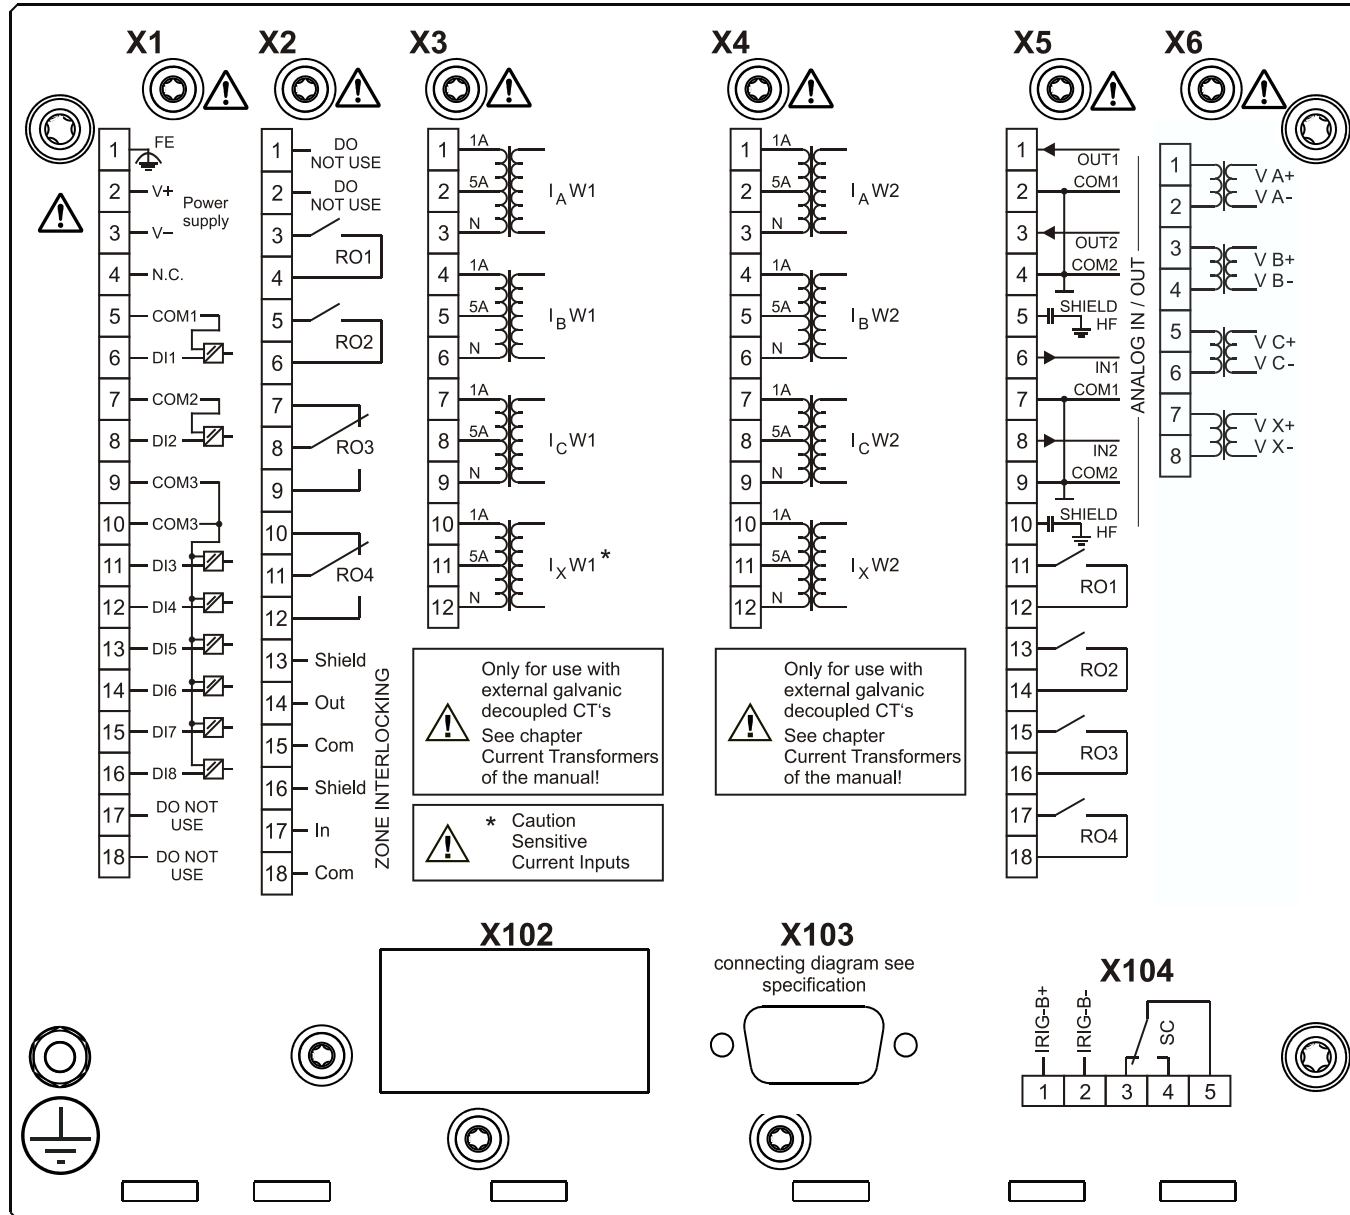 X1
1 FE
2 V+
Power
supply
3 V–
4 N.C.
5 COM1
6 DI1
7 COM2
8 DI2
9 COM3
10 COM3
11 DI3
12 DI4
13 DI5
14 DI6
15 DI7
16 DI8
17 DO NOT
USE
18 DO NOT
USE
X2
1 DO
NOT USE
2 DO
NOT USE
3
RO1
4
5
RO2
6
7
8 RO3
9
10
11 RO4
12
13 Shield
14 Out
15 Com
16 Shield
17 In
18 Com
ZONE INTERLOCKING
X3
1 1A
2 5A IAW1
3 N
4 1A
5 5A IBW1
6 N
7 1A
8 5A ICW1
9 N
10 1A
11 5A IXW1*
12 N
Only for use with
external galvanic
decoupled CT‘s
See chapter
Current Transformers
of the manual!
* Caution
Sensitive
Current Inputs
X4
1 1A
2 5A IAW2
3 N
4 1A
5 5A IBW2
6 N
7 1A
8 5A ICW2
9 N
10 1A
11 5A IXW2
12 N
Only for use with
external galvanic
decoupled CT‘s
See chapter
Current Transformers
of the manual!
X5
1 OUT1
2 COM1
3 OUT2
4 COM2
5 SHIELD
HF
6 IN1
7 COM1
8 IN2
9 COM2
10 SHIELD
HF
ANALOG IN / OUT
11
RO1
12
13
RO2
14
15
RO3
16
17
RO4
18
X6
1 V A+
2 V A-
3 V B+
4 V B-
5 V C+
6 V C-
7 V X+
8 V X-
X102
X103
connecting diagram see
specification
X104
IRIG-B+
IRIG-B-
SC
1 2 3 4 5